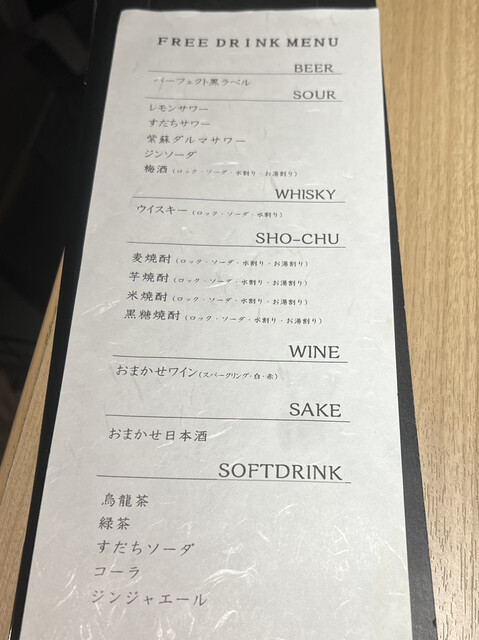 FREE DRINK MENU
BEER
パーフェクト黒ラベル
SOUR
レモンサワー
すだちサワー
紫蘇ダルマサワー
ジンソーダ
梅酒(ロック・ソーダ・水割り・お湯割り)
WHISKY
ウイスキー(ロック・ソーダ・水割り)
SHO-CHU
麦焼酎(ロック・ソーダ・水割り・お湯割り)
芋焼酎(ロック・ソーダ・水割り・お湯割り)
米焼酎(ロック・ソーダ・水割り・お湯割り)
黒糖焼酎(ロック・ソーダ・水割り・お湯割り)
WINE
おまかせワイン(スパークリング・白・赤)
SAKE
おまかせ日本酒
SOFTDRINK
烏龍茶
緑茶
すだちソーダ
コーラ
ジンジャエール